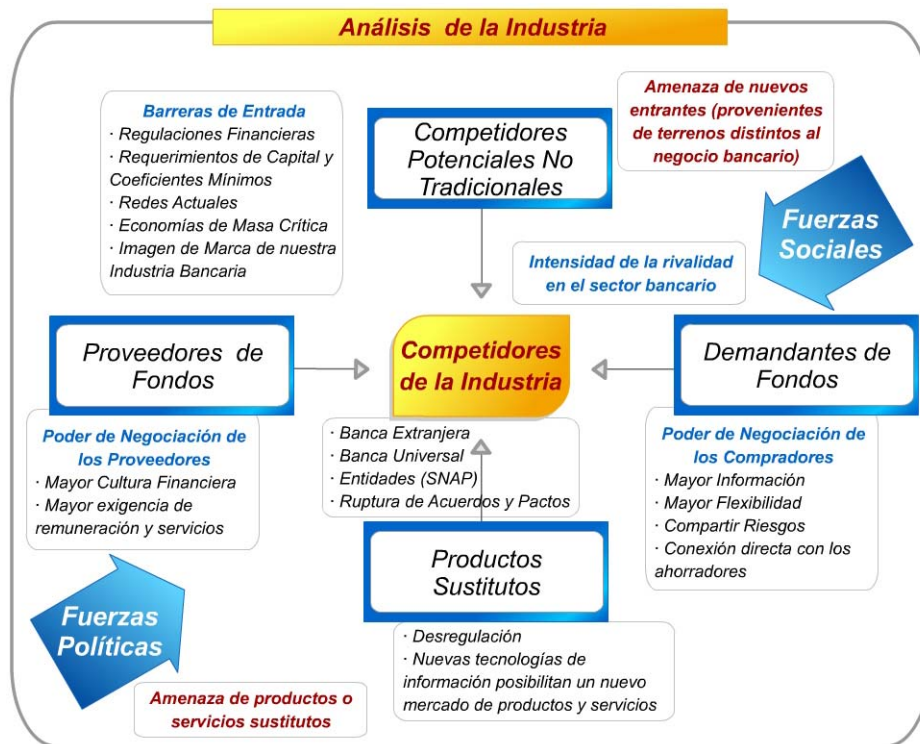 Análisis de la Industria
Barreras de Entrada
· Regulaciones Financieras
· Requerimientos de Capital y
Coeficientes Mínimos
· Redes Actuales
· Economías de Masa Crítica
· Imagen de Marca de nuestra
Industria Bancaria
Competidores
Potenciales No
Tradicionales
Amenaza de nuevos
entrantes (provenientes
de terrenos distintos al
negocio bancario)
Fuerzas
Sociales
Intensidad de la rivalidad
en el sector bancario
Proveedores de
Fondos
Competidores
de la Industria
Demandantes de
Fondos
Poder de Negociación de
los Proveedores
· Mayor Cultura Financiera
· Mayor exigencia de
remuneración y servicios
· Banca Extranjera
· Banca Universal
· Entidades (SNAP)
· Ruptura de Acuerdos y Pactos
Poder de Negociación de
los Compradores
· Mayor Información
· Mayor Flexibilidad
· Compartir Riesgos
· Conexión directa con los
ahorradores
Productos
Sustitutos
Fuerzas
Políticas
· Desregulación
· Nuevas tecnologías de
información posibilitan un nuevo
mercado de productos y servicios
Amenaza de productos o
servicios sustitutos